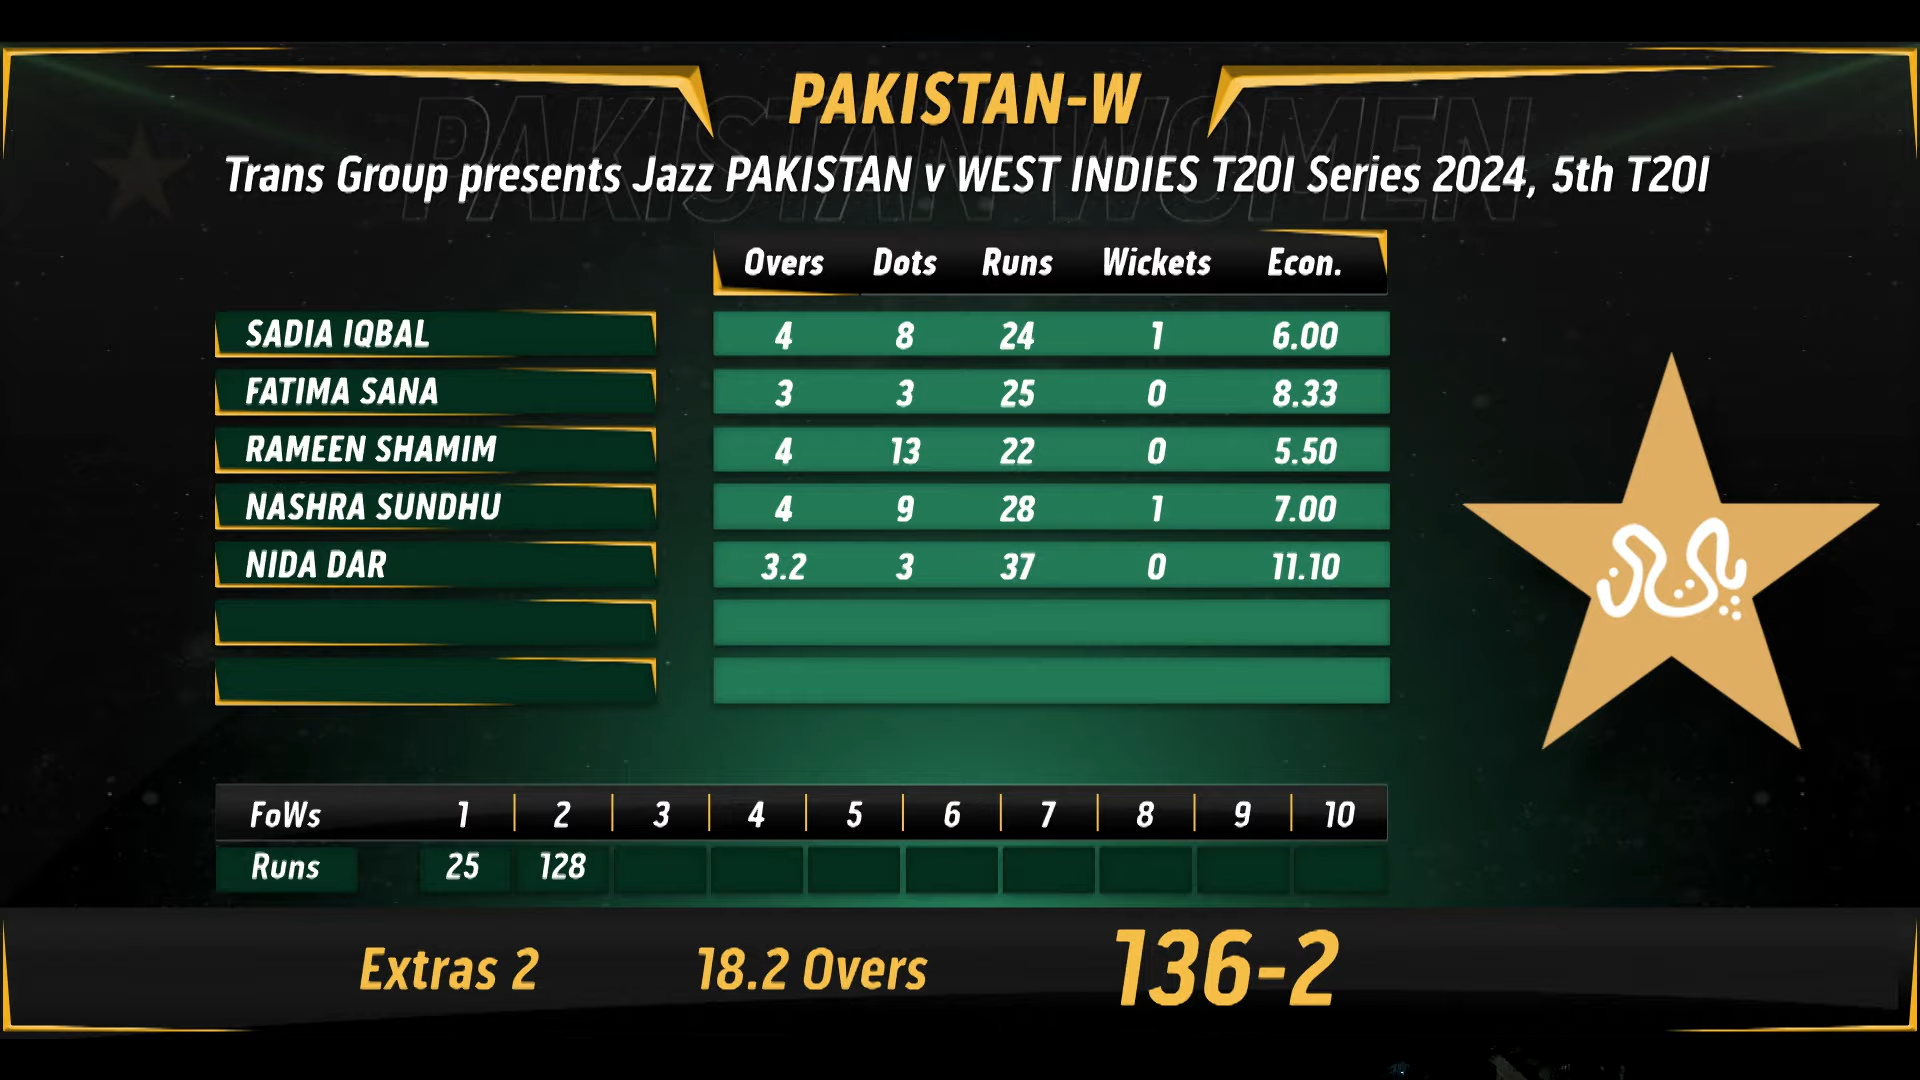 PAKISTAN-W
PAKISTAN WOMEN
Trans Group presents Jazz PAKISTAN v WEST INDIES T20I Series 2024, 5th T20I
Overs Dots Runs Wickets Econ.
SADIA IQBAL 4 8 24 1 6.00
FATIMA SANA 3 3 25 0 8.33
RAMEEN SHAMIM 4 13 22 0 5.50
NASHRA SUNDHU 4 9 28 1 7.00
NIDA DAR 3.2 3 37 0 11.10
FoWs 1 2 3 4 5 6 7 8 9 10
Runs 25 128
Extras 2 18.2 Overs 136-2